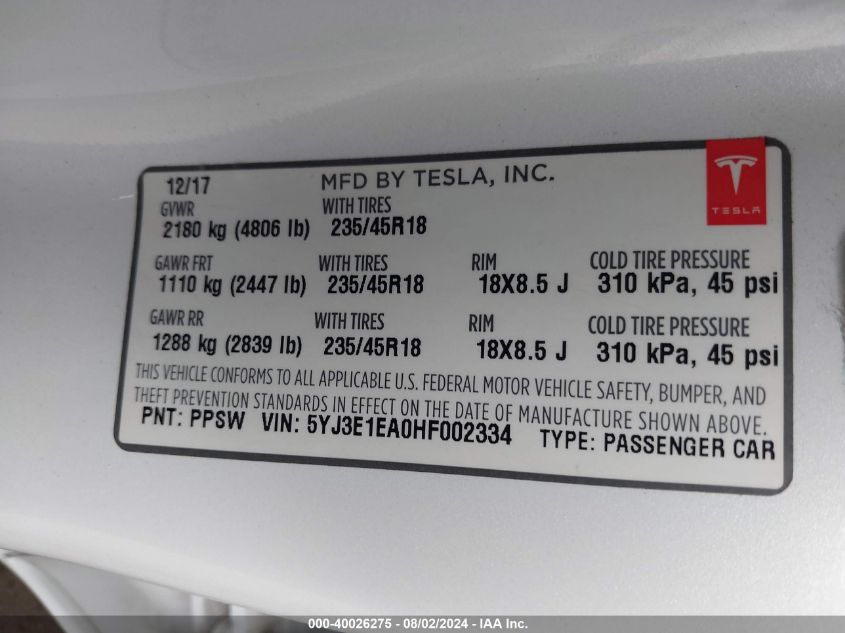 12/17 MFD BY TESLA, INC.
TESLA
GVWR WITH TIRES
2180 kg (4806 lb) 235/45R18
GAWR FRT WITH TIRES RIM COLD TIRE PRESSURE
1110 kg (2447 lb) 235/45R18 18X8.5 J 310 kPa, 45 psi
GAWR RR WITH TIRES RIM COLD TIRE PRESSURE
1288 kg (2839 lb) 235/45R18 18X8.5 J 310 kPa, 45 psi
THIS VEHICLE CONFORMS TO ALL APPLICABLE U.S. FEDERAL MOTOR VEHICLE SAFETY, BUMPER, AND
THEFT PREVENTION STANDARDS IN EFFECT ON THE DATE OF MANUFACTURE SHOWN ABOVE.
PNT: PPSW VIN: 5YJ3E1EA0HF002334 TYPE: PASSENGER CAR
000-40026275 - 08/02/2024 - IAA Inc.